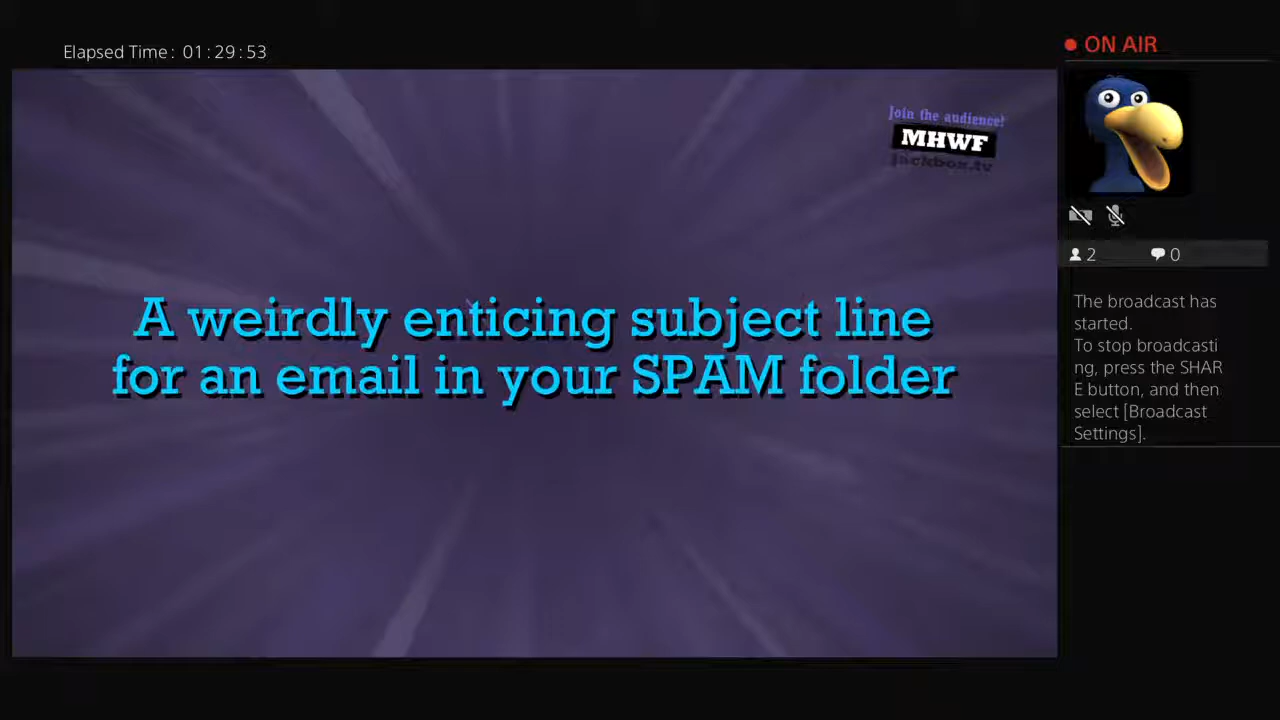 Elapsed Time: 01:29:53
ON AIR
Join the audience!
MHWF
jackbox.tv
A weirdly enticing subject line
for an email in your SPAM folder
2
0
The broadcast has
started.
To stop broadcasti
ng, press the SHAR
E button, and then
select [Broadcast
Settings].